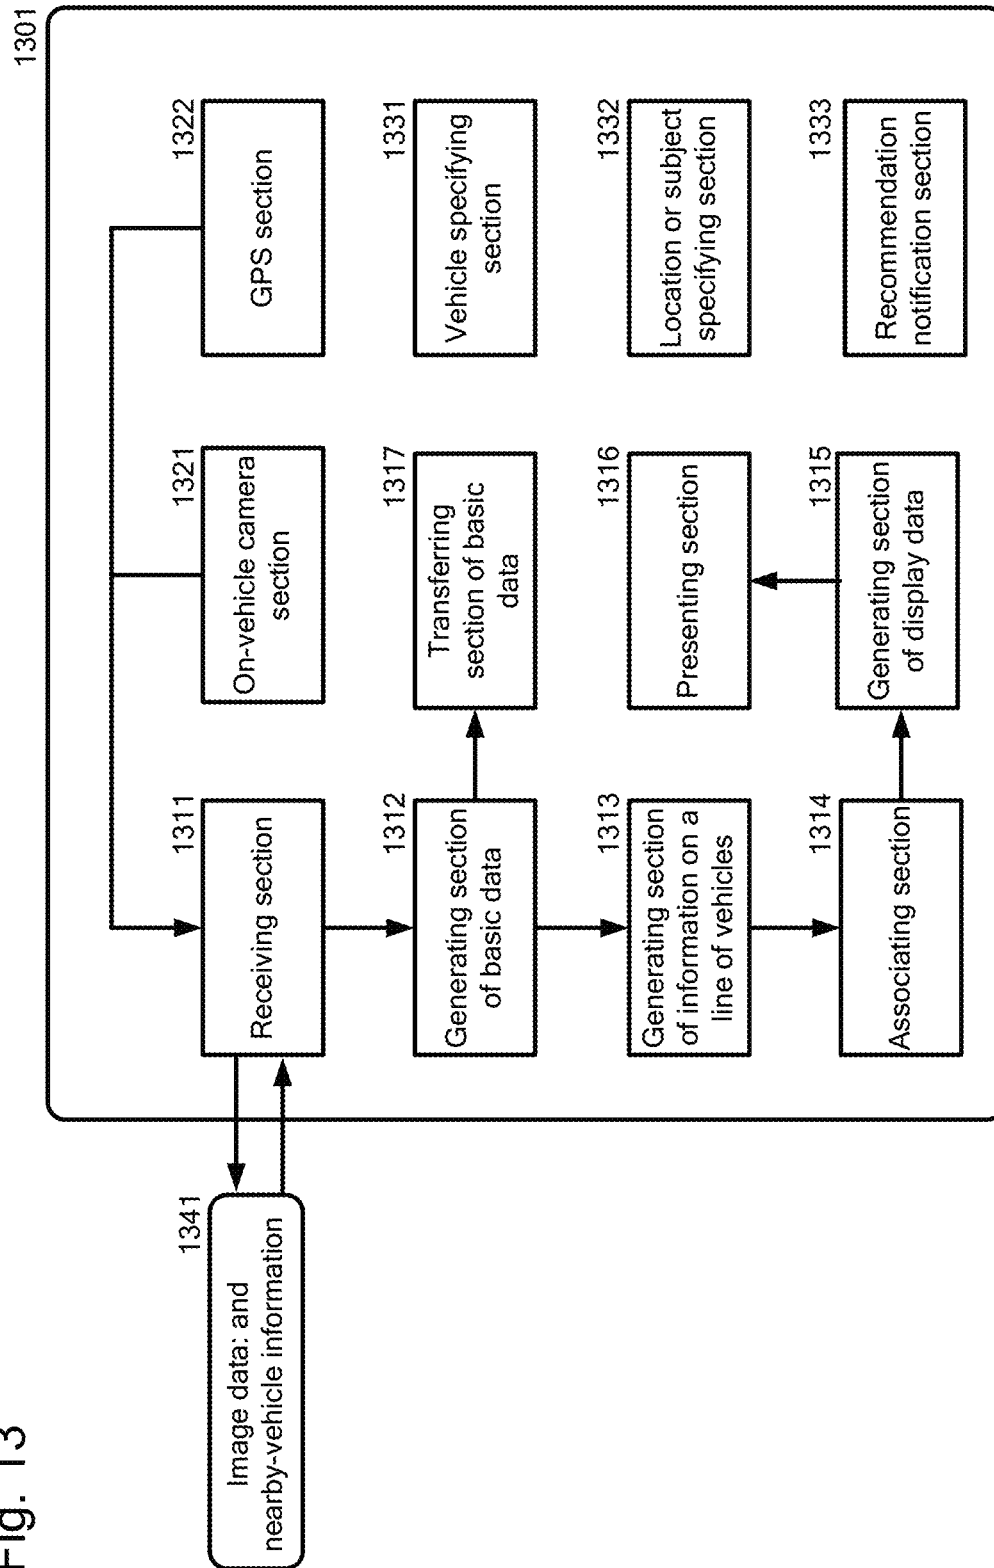 Fig. 13
1301
1341
Image data: and
nearby-vehicle information
1311
Receiving section
1321
On-vehicle camera
section
1322
GPS section
1312
Generating section
of basic data
1317
Transferring
section of basic
data
1331
Vehicle specifying
section
1313
Generating section
of information on a
line of vehicles
1316
Presenting section
1332
Location or subject
specifying section
1314
Associating section
1315
Generating section
of display data
1333
Recommendation
notification section